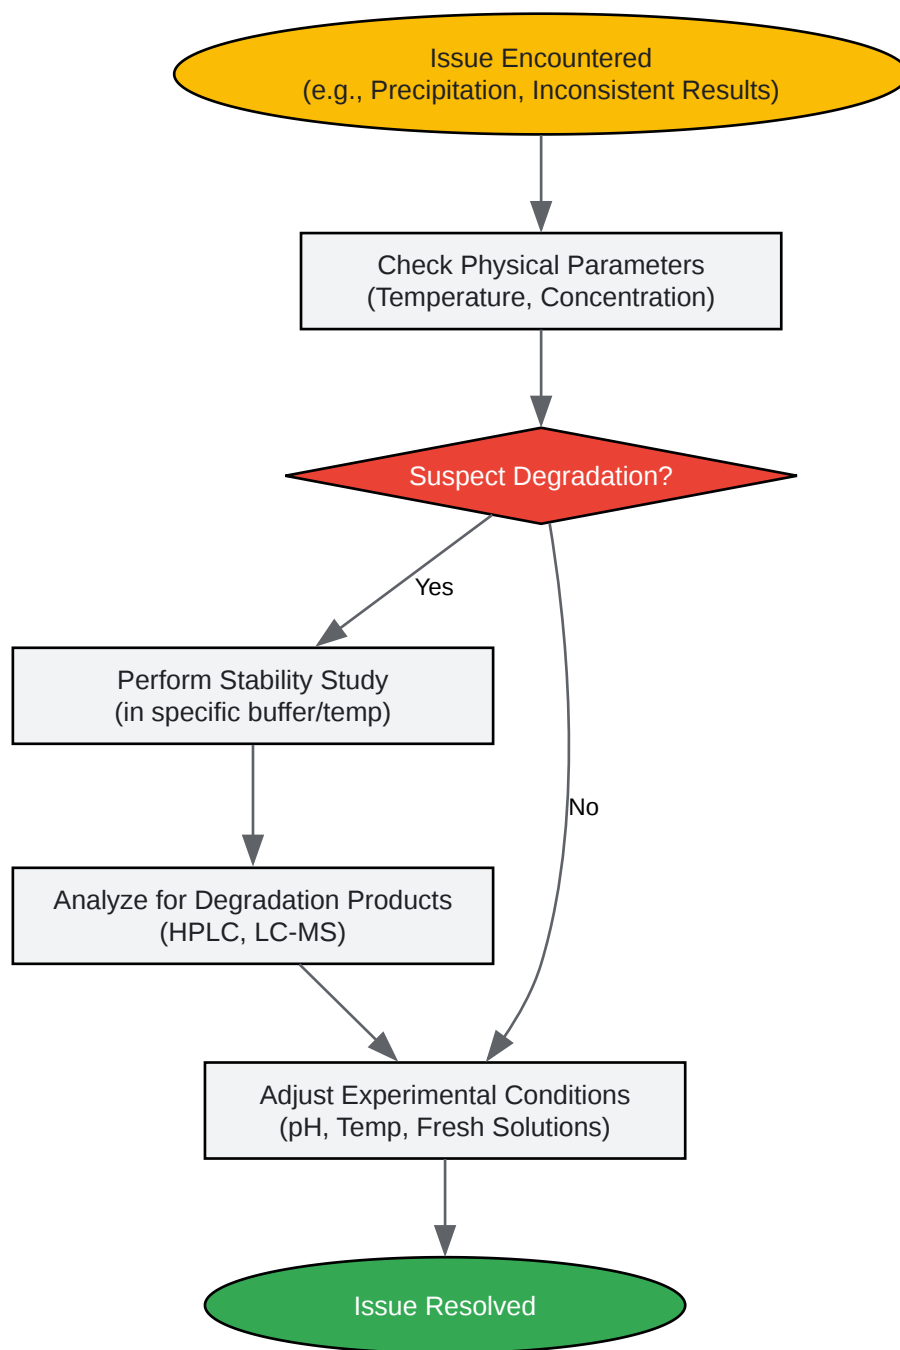 Issue Encountered
(e.g., Precipitation, Inconsistent Results)
Check Physical Parameters
(Temperature, Concentration)
Suspect Degradation?
Yes
Perform Stability Study
(in specific buffer/temp)
No
Analyze for Degradation Products
(HPLC, LC-MS)
Adjust Experimental Conditions
(pH, Temp, Fresh Solutions)
Issue Resolved